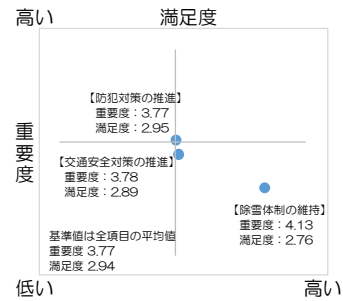 高い
満足度
【防犯対策の推進】
重要度：3.77
満足度：2.95
重要度
【交通安全対策の推進】
重要度：3.78
満足度：2.89
【除雪体制の維持】
重要度：4.13
満足度：2.76
基準値は全項目の平均値
重要度 3.77
満足度 2.94
低い
高い